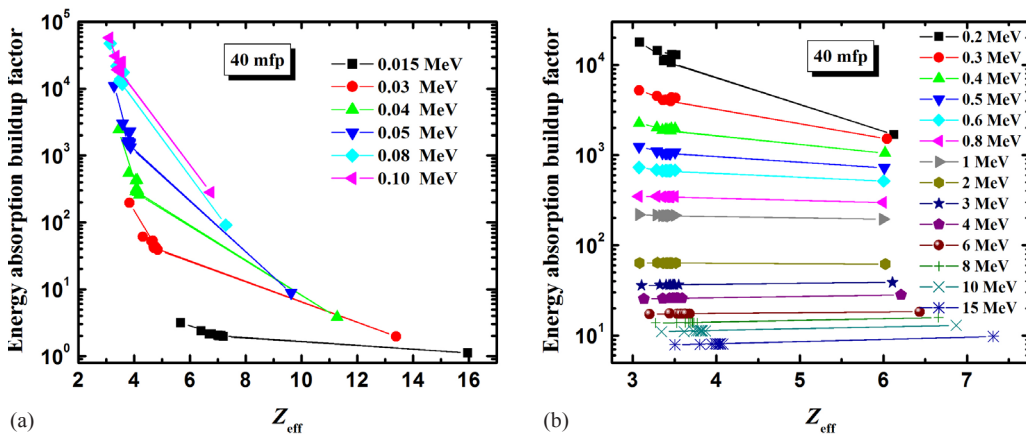 (a)
Energy absorption buildup factor
10^5
10^4
10^3
10^2
10^1
10^0
40 mfp
0.015 MeV
0.03 MeV
0.04 MeV
0.05 MeV
0.08 MeV
0.10 MeV
2 4 6 8 10 12 14 16
Z_eff
(b)
Energy absorption buildup factor
10^4
10^3
10^2
10^1
40 mfp
0.2 MeV
0.3 MeV
0.4 MeV
0.5 MeV
0.6 MeV
0.8 MeV
1 MeV
2 MeV
3 MeV
4 MeV
6 MeV
8 MeV
10 MeV
15 MeV
3 4 5 6 7
Z_eff